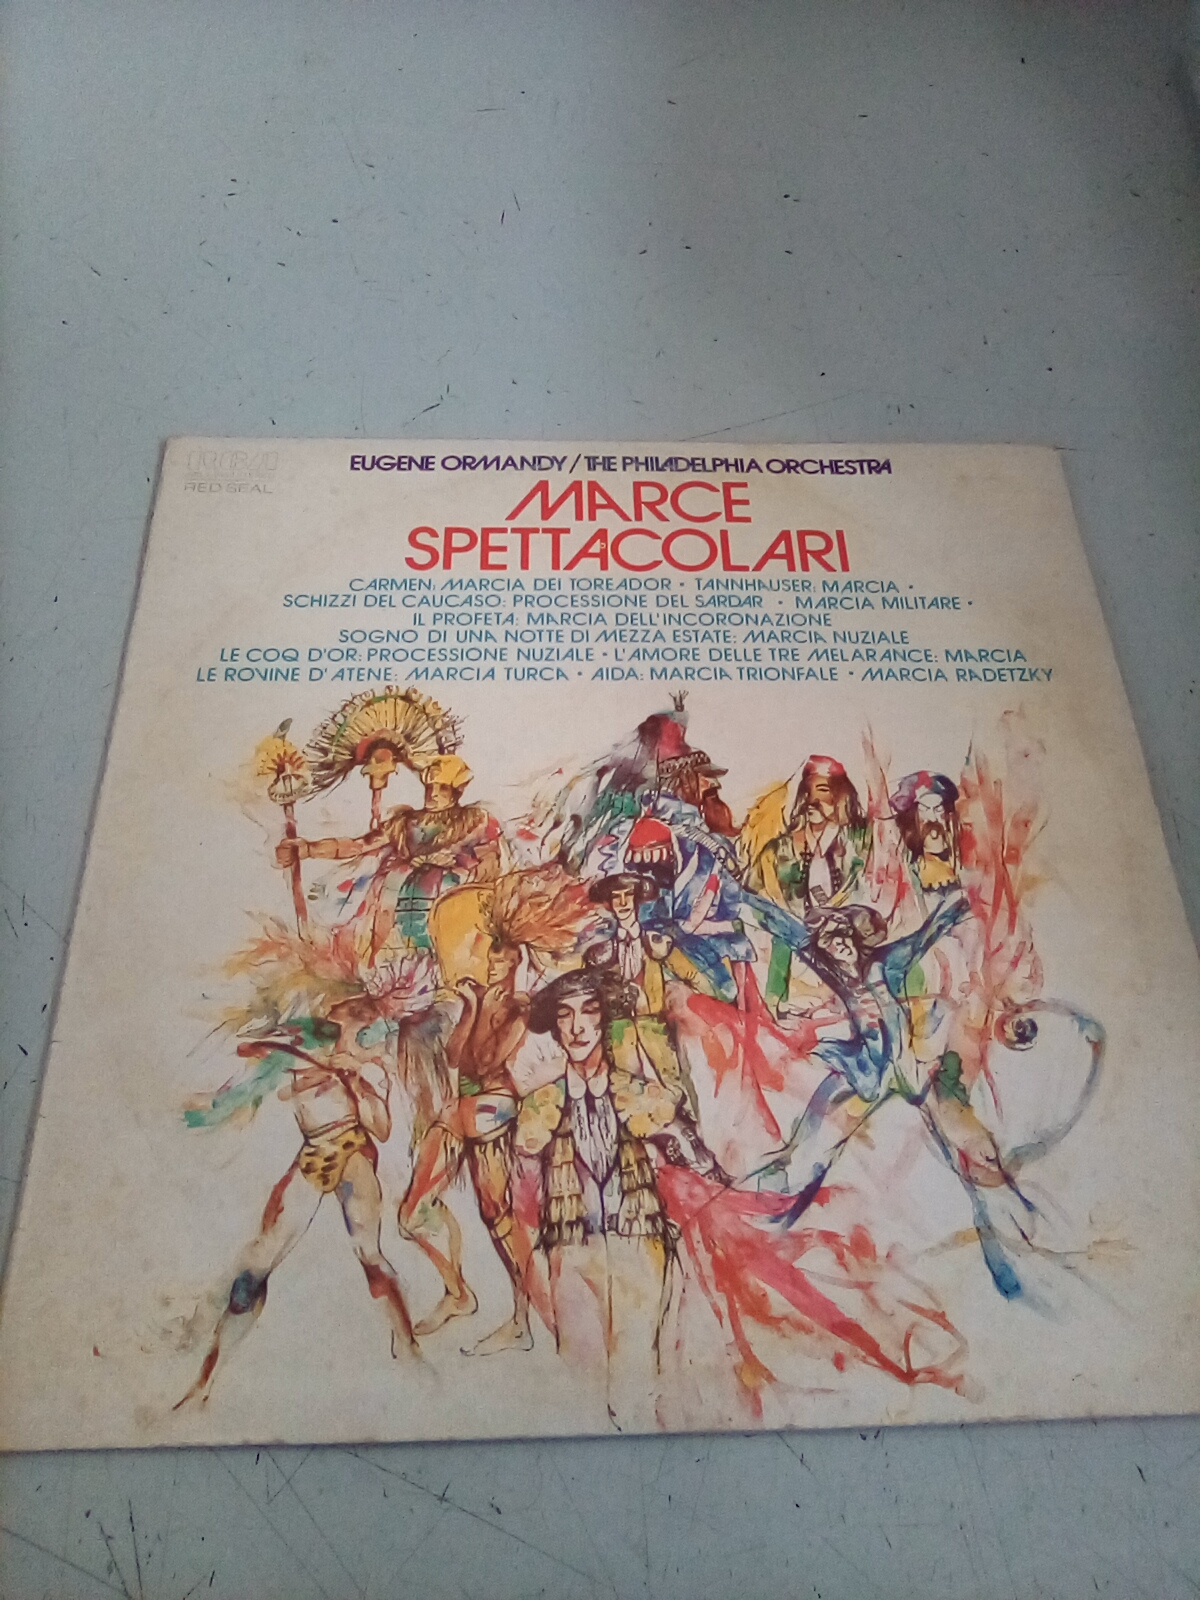 RCA
RED SEAL
EUGENE ORMANDY / THE PHILADELPHIA ORCHESTRA
MARCE
SPETTACOLARI
CARMEN: MARCIA DEI TOREADOR • TANNHAUSER: MARCIA •
SCHIZZI DEL CAUCASO: PROCESSIONE DEL SARDAR • MARCIA MILITARE •
IL PROFETA: MARCIA DELL'INCORONAZIONE
SOGNO DI UNA NOTTE DI MEZZA ESTATE: MARCIA NUZIALE
LE COQ D'OR: PROCESSIONE NUZIALE • L'AMORE DELLE TRE MELARANCE: MARCIA
LE ROVINE D'ATENE: MARCIA TURCA • AIDA: MARCIA TRIONFALE • MARCIA RADETZKY